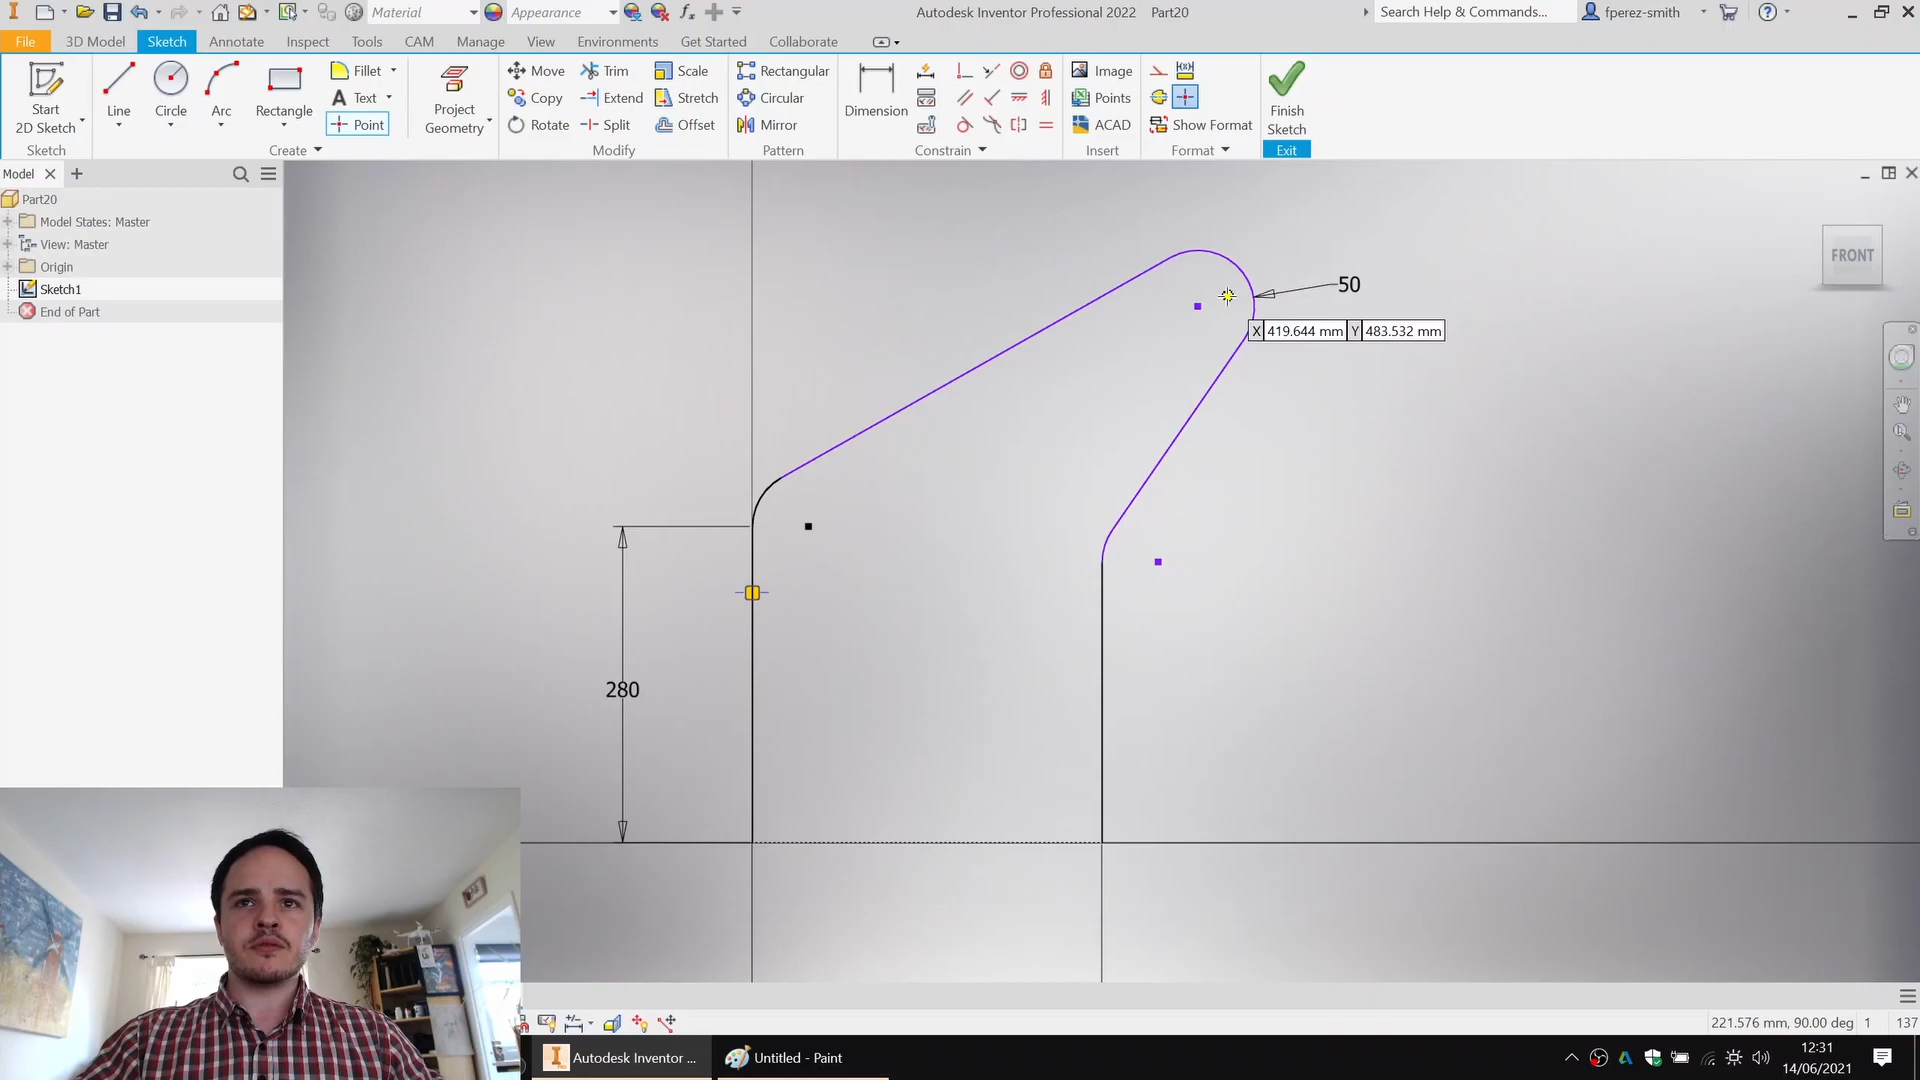 Material Appearance Autodesk Inventor Professional 2022 Part20 Search Help & Commands... fperez-smith
File 3D Model Sketch Annotate Inspect Tools CAM Manage View Environments Get Started Collaborate
Start 2D Sketch
Line
Circle
Arc
Rectangle
Fillet
Text
Point
Project Geometry
Move Trim Scale
Copy Extend Stretch
Rotate Split Offset
Rectangular
Circular
Mirror
Dimension
Image
Points
ACAD
Show Format
Finish Sketch
Sketch Create Modify Pattern Constrain Insert Format Exit
Model
Part20
Model States: Master
View: Master
Origin
Sketch1
End of Part
FRONT
50
X 419.644 mm Y 483.532 mm
280
221.576 mm, 90.00 deg 1 137
Autodesk Inventor ... Untitled - Paint
12:31
14/06/2021